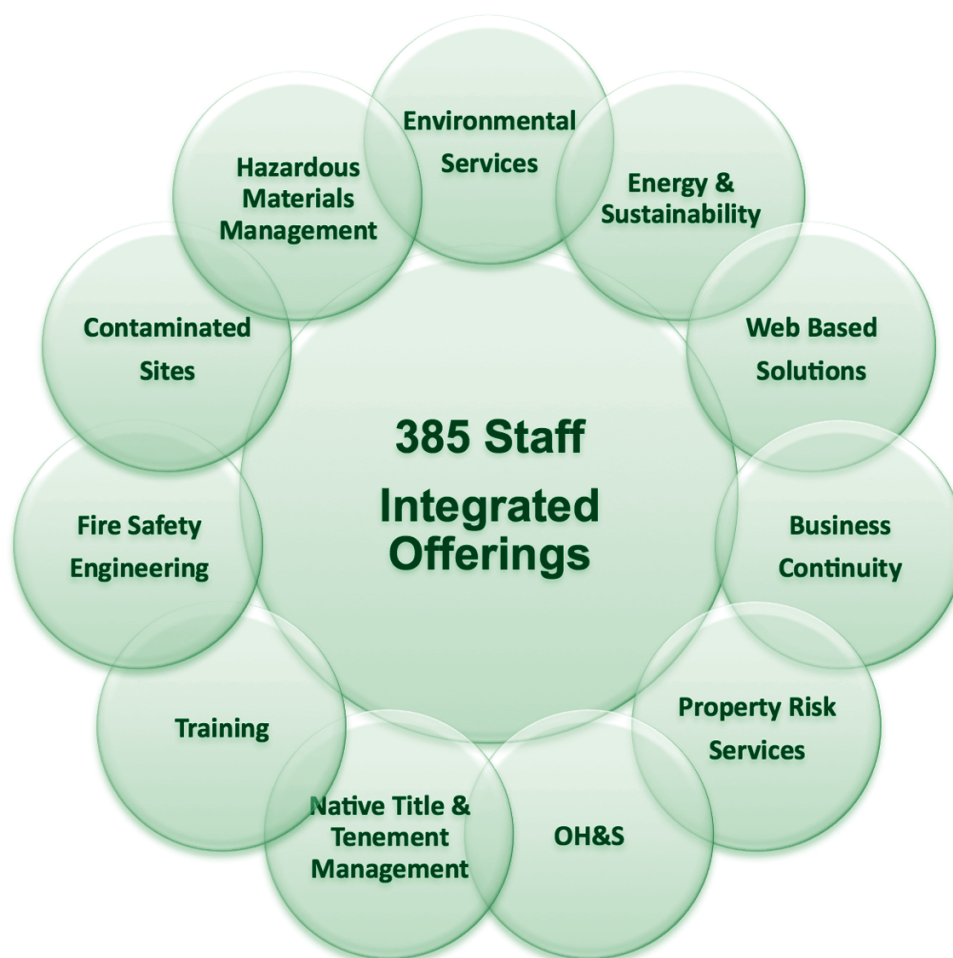 Environmental
Services
Energy &
Sustainability
Web Based
Solutions
Business
Continuity
Property Risk
Services
OH&S
Native Title &
Tenement
Management
Training
Fire Safety
Engineering
Contaminated
Sites
Hazardous
Materials
Management
385 Staff
Integrated
Offerings